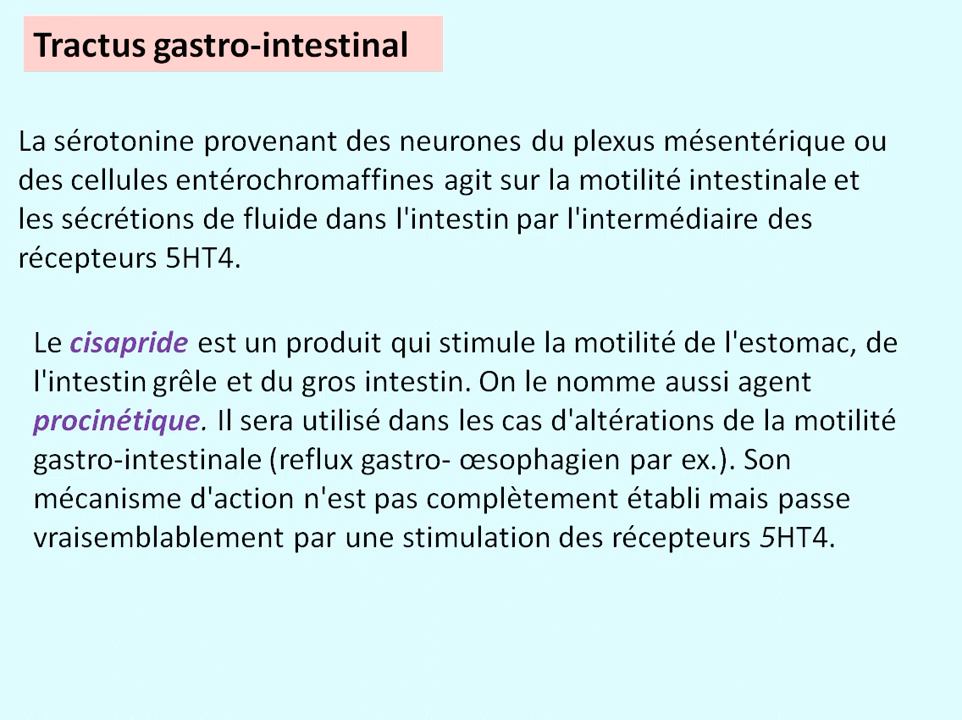 Tractus gastro-intestinal
La sérotonine provenant des neurones du plexus mésentérique ou
des cellules entérochromaffines agit sur la motilité intestinale et
les sécrétions de fluide dans l'intestin par l'intermédiaire des
récepteurs 5HT4.
Le cisapride est un produit qui stimule la motilité de l'estomac, de
l'intestin grêle et du gros intestin. On le nomme aussi agent
procinétique. Il sera utilisé dans les cas d'altérations de la motilité
gastro-intestinale (reflux gastro- œsophagien par ex.). Son
mécanisme d'action n'est pas complètement établi mais passe
vraisemblablement par une stimulation des récepteurs 5HT4.